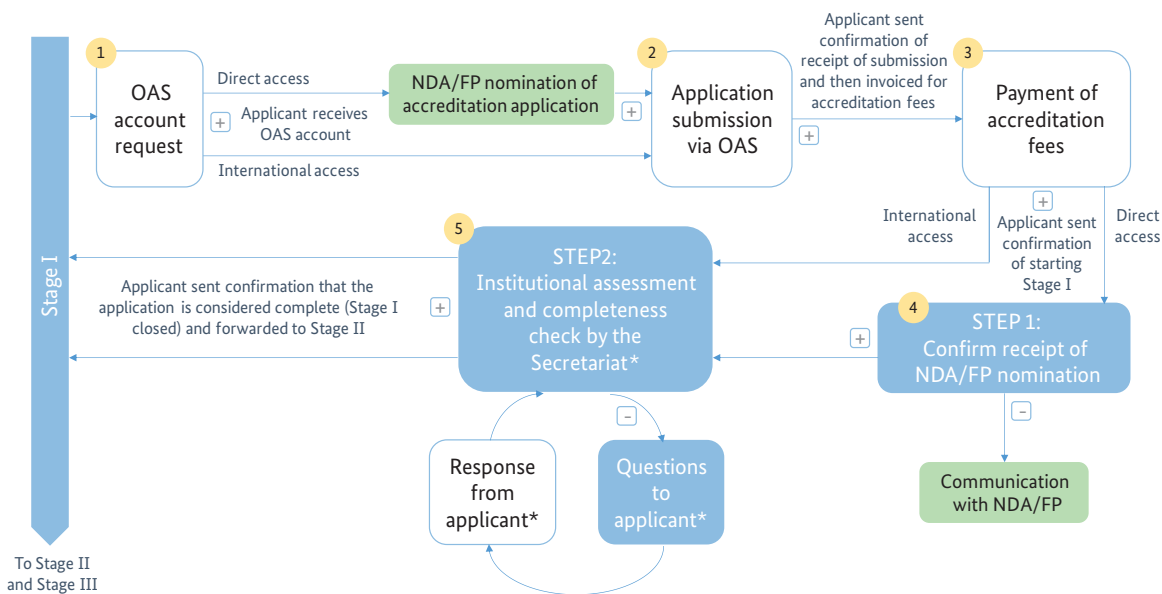 1
OAS
account
request
Direct access
+
Applicant receives
OAS account
International access
NDA/FP nomination of
accreditation application
+
2
Application
submission
via OAS
Applicant sent
confirmation of
receipt of submission
and then invoiced for
accreditation fees
+
3
Payment of
accreditation
fees
International
access
+
Applicant sent
confirmation
of starting
Stage I
Direct
access
4
STEP 1:
Confirm receipt of
NDA/FP nomination
+
−
Communication
with NDA/FP
5
STEP2:
Institutional assessment
and completeness
check by the
Secretariat*
−
Questions
to
applicant*
Response
from
applicant*
+
Applicant sent confirmation that the
application is considered complete (Stage I
closed) and forwarded to Stage II
Stage I
To Stage II
and Stage III